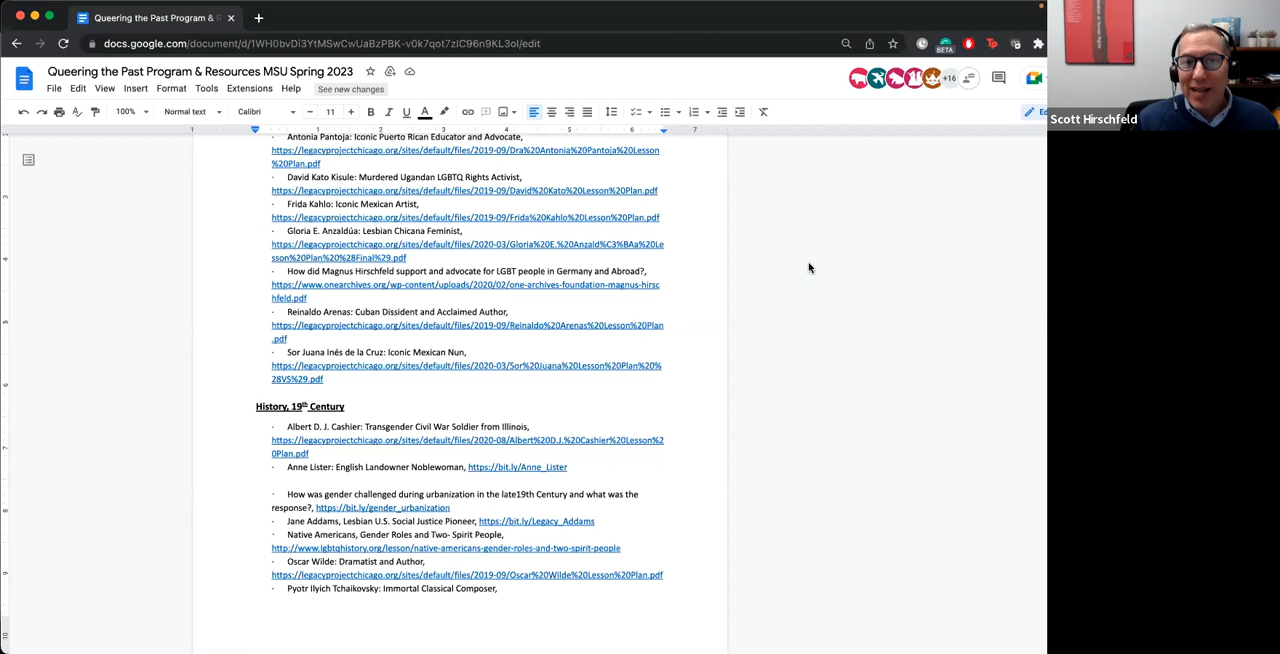 Queering the Past Program & R
docs.google.com/document/d/1WH0bvDi3YtMSwCwUaBzPBK-v0k7qot7zIC96n9KL3oI/edit
BETA
Tp
Queering the Past Program & Resources MSU Spring 2023
File Edit View Insert Format Tools Extensions Help See new changes
+16
100% Normal text Calibri 11 B I U A
1 1 2 3 4 5 6 7
Antonia Pantoja: Iconic Puerto Rican Educator and Advocate,
https://legacyprojectchicago.org/sites/default/files/2019-09/Dra%20Antonia%20Pantoja%20Lesson
%20Plan.pdf
· David Kato Kisule: Murdered Ugandan LGBTQ Rights Activist,
https://legacyprojectchicago.org/sites/default/files/2019-09/David%20Kato%20Lesson%20Plan.pdf
· Frida Kahlo: Iconic Mexican Artist,
https://legacyprojectchicago.org/sites/default/files/2019-09/Frida%20Kahlo%20Lesson%20Plan.pdf
· Gloria E. Anzaldúa: Lesbian Chicana Feminist,
https://legacyprojectchicago.org/sites/default/files/2020-03/Gloria%20E.%20Anzald%C3%BAa%20Le
sson%20Plan%20%28Final%29.pdf
· How did Magnus Hirschfeld support and advocate for LGBT people in Germany and Abroad?,
https://www.onearchives.org/wp-content/uploads/2020/02/one-archives-foundation-magnus-hirsc
hfeld.pdf
· Reinaldo Arenas: Cuban Dissident and Acclaimed Author,
https://legacyprojectchicago.org/sites/default/files/2019-09/Reinaldo%20Arenas%20Lesson%20Plan
.pdf
· Sor Juana Inés de la Cruz: Iconic Mexican Nun,
https://legacyprojectchicago.org/sites/default/files/2020-03/Sor%20Juana%20Lesson%20Plan%20%
28VS%29.pdf
History, 19th Century
· Albert D. J. Cashier: Transgender Civil War Soldier from Illinois,
https://legacyprojectchicago.org/sites/default/files/2020-08/Albert%20D.J.%20Cashier%20Lesson%2
0Plan.pdf
· Anne Lister: English Landowner Noblewoman, https://bit.ly/Anne_Lister
· How was gender challenged during urbanization in the late19th Century and what was the
response?, https://bit.ly/gender_urbanization
· Jane Addams, Lesbian U.S. Social Justice Pioneer, https://bit.ly/Legacy_Addams
· Native Americans, Gender Roles and Two- Spirit People,
http://www.lgbtqhistory.org/lesson/native-americans-gender-roles-and-two-spirit-people
· Oscar Wilde: Dramatist and Author,
https://legacyprojectchicago.org/sites/default/files/2019-09/Oscar%20Wilde%20Lesson%20Plan.pdf
· Pyotr Ilyich Tchaikovsky: Immortal Classical Composer,
Scott Hirschfeld